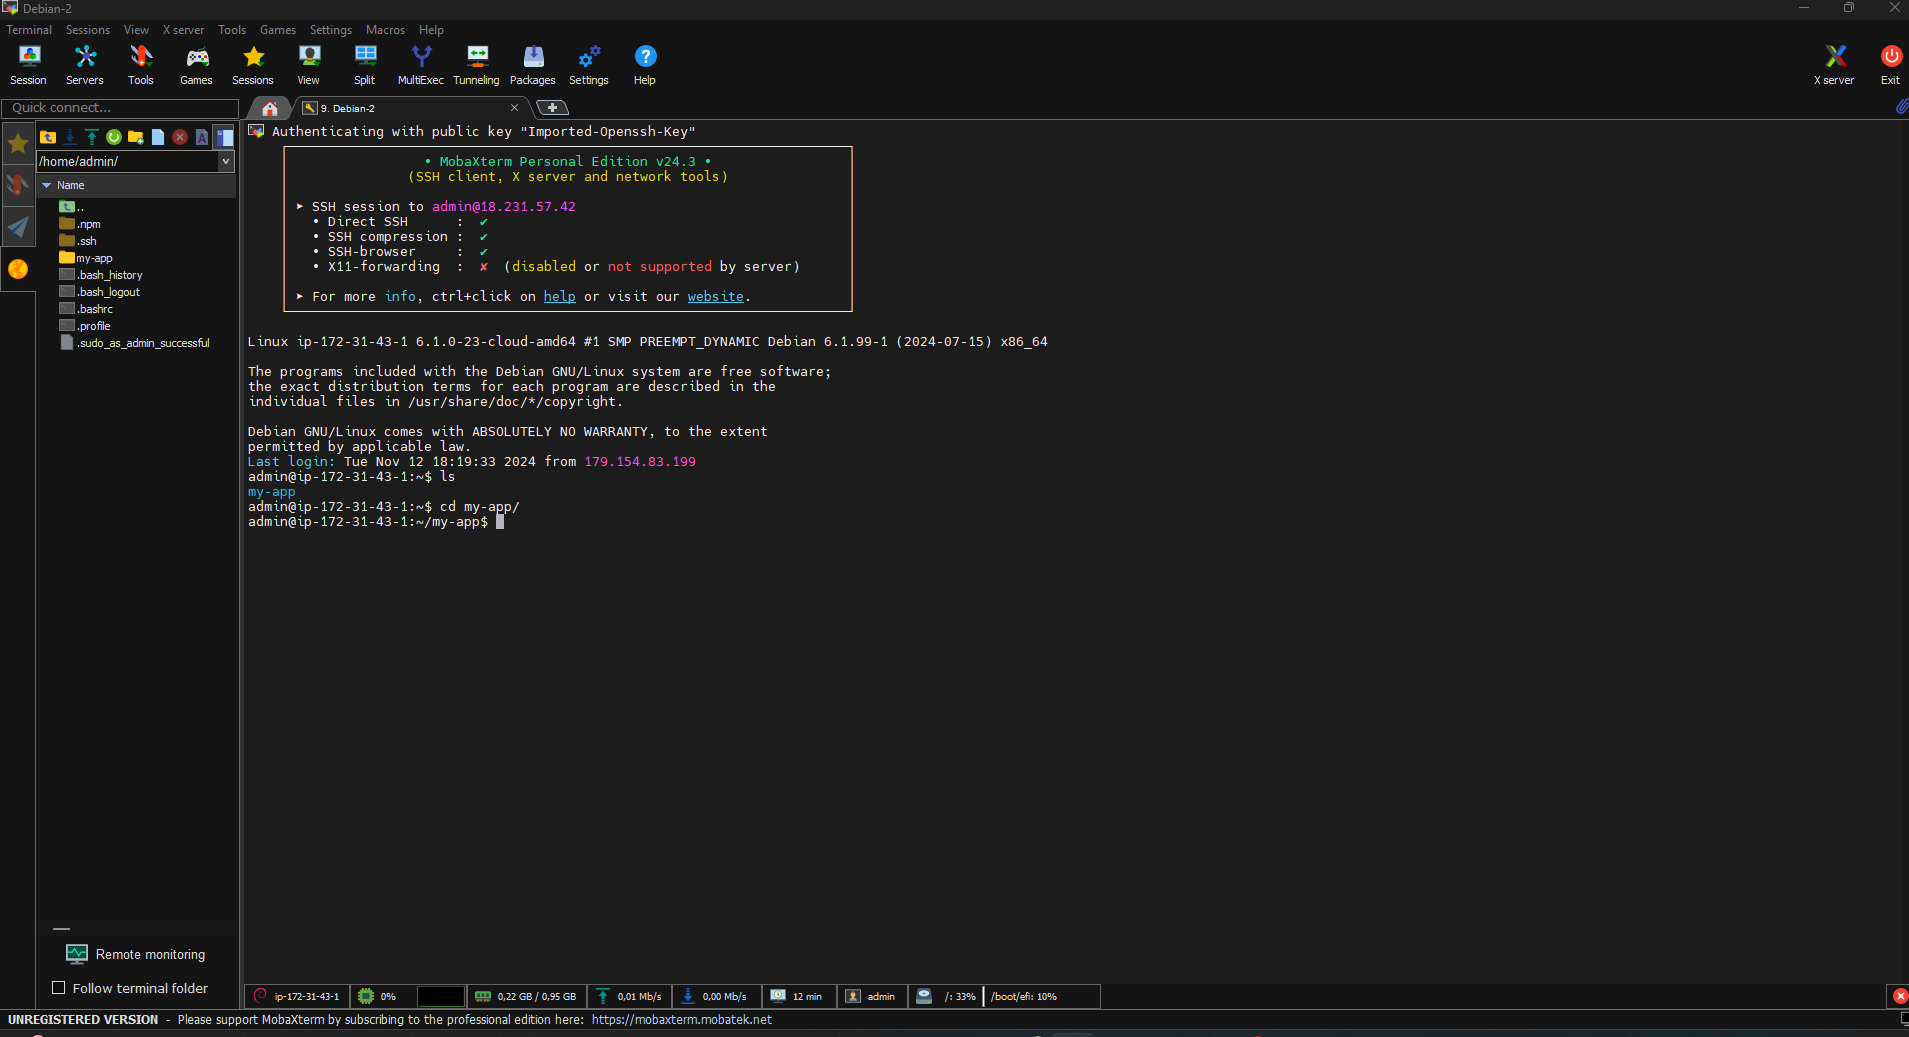 Debian-2
Terminal Sessions View X server Tools Games Settings Macros Help
Session Servers Tools Games Sessions View Split MultiExec Tunneling Packages Settings Help X server Exit
Quick connect...
9. Debian-2
/home/admin/
Name
..
.npm
.ssh
my-app
.bash_history
.bash_logout
.bashrc
.profile
.sudo_as_admin_successful
Remote monitoring
Follow terminal folder
Authenticating with public key "Imported-Openssh-Key"
• MobaXterm Personal Edition v24.3 •
(SSH client, X server and network tools)
➤ SSH session to admin@18.231.57.42
• Direct SSH : ✔
• SSH compression : ✔
• SSH-browser : ✔
• X11-forwarding : ✘ (disabled or not supported by server)
➤ For more info, ctrl+click on help or visit our website.
Linux ip-172-31-43-1 6.1.0-23-cloud-amd64 #1 SMP PREEMPT_DYNAMIC Debian 6.1.99-1 (2024-07-15) x86_64
The programs included with the Debian GNU/Linux system are free software;
the exact distribution terms for each program are described in the
individual files in /usr/share/doc/*/copyright.
Debian GNU/Linux comes with ABSOLUTELY NO WARRANTY, to the extent
permitted by applicable law.
Last login: Tue Nov 12 18:19:33 2024 from 179.154.83.199
admin@ip-172-31-43-1:~$ ls
my-app
admin@ip-172-31-43-1:~$ cd my-app/
admin@ip-172-31-43-1:~/my-app$
ip-172-31-43-1 0% 0,22 GB / 0,95 GB 0,01 Mb/s 0,00 Mb/s 12 min admin /: 33% /boot/efi: 10%
UNREGISTERED VERSION - Please support MobaXterm by subscribing to the professional edition here: https://mobaxterm.mobatek.net